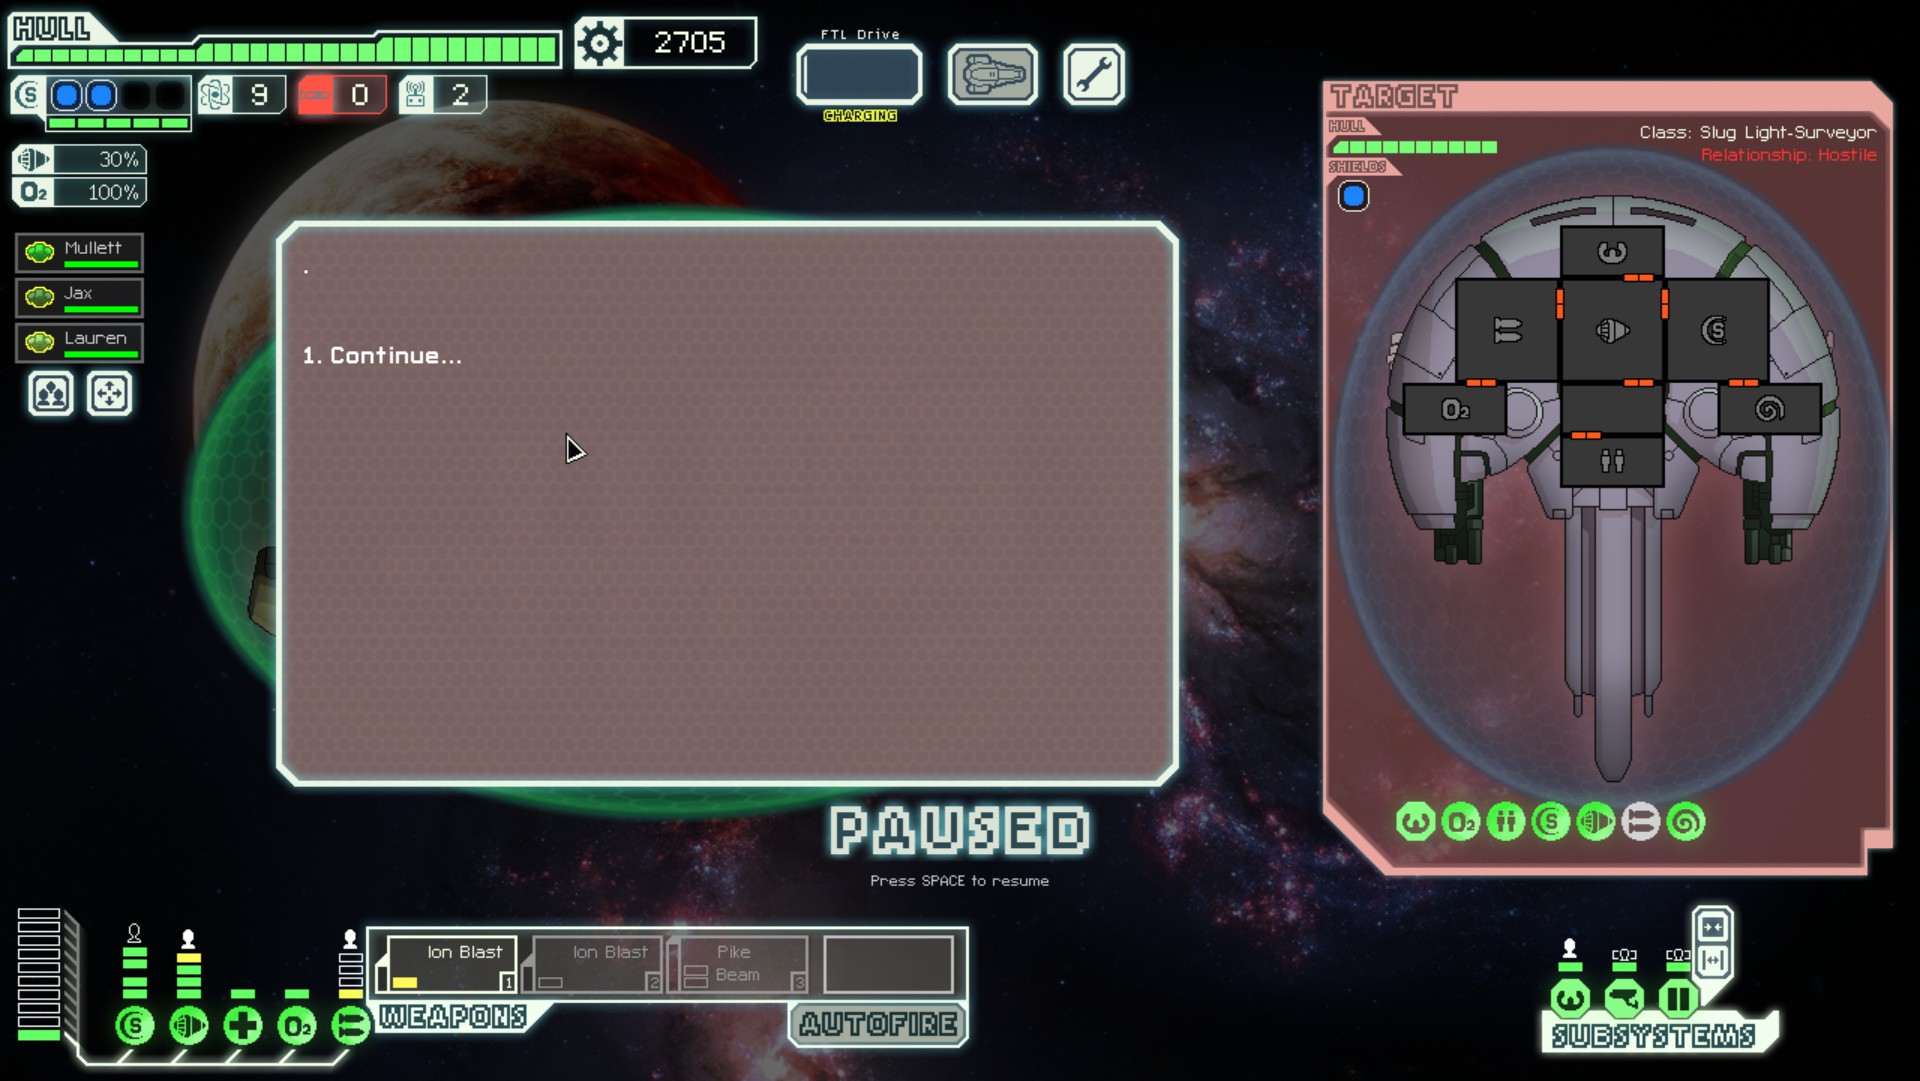 HULL
2705
FTL Drive
CHARGING
9
0
2
30%
O2 100%
Mullett
Jax
Lauren
.
1. Continue...
TARGET
HULL
Class: Slug Light-Surveyor
Relationship: Hostile
SHIELDS
S
O2
O2 S
PAUSED
Press SPACE to resume
Ion Blast 1
Ion Blast 2
Pike Beam 3
S O2
WEAPONS
AUTOFIRE
SUBSYSTEMS